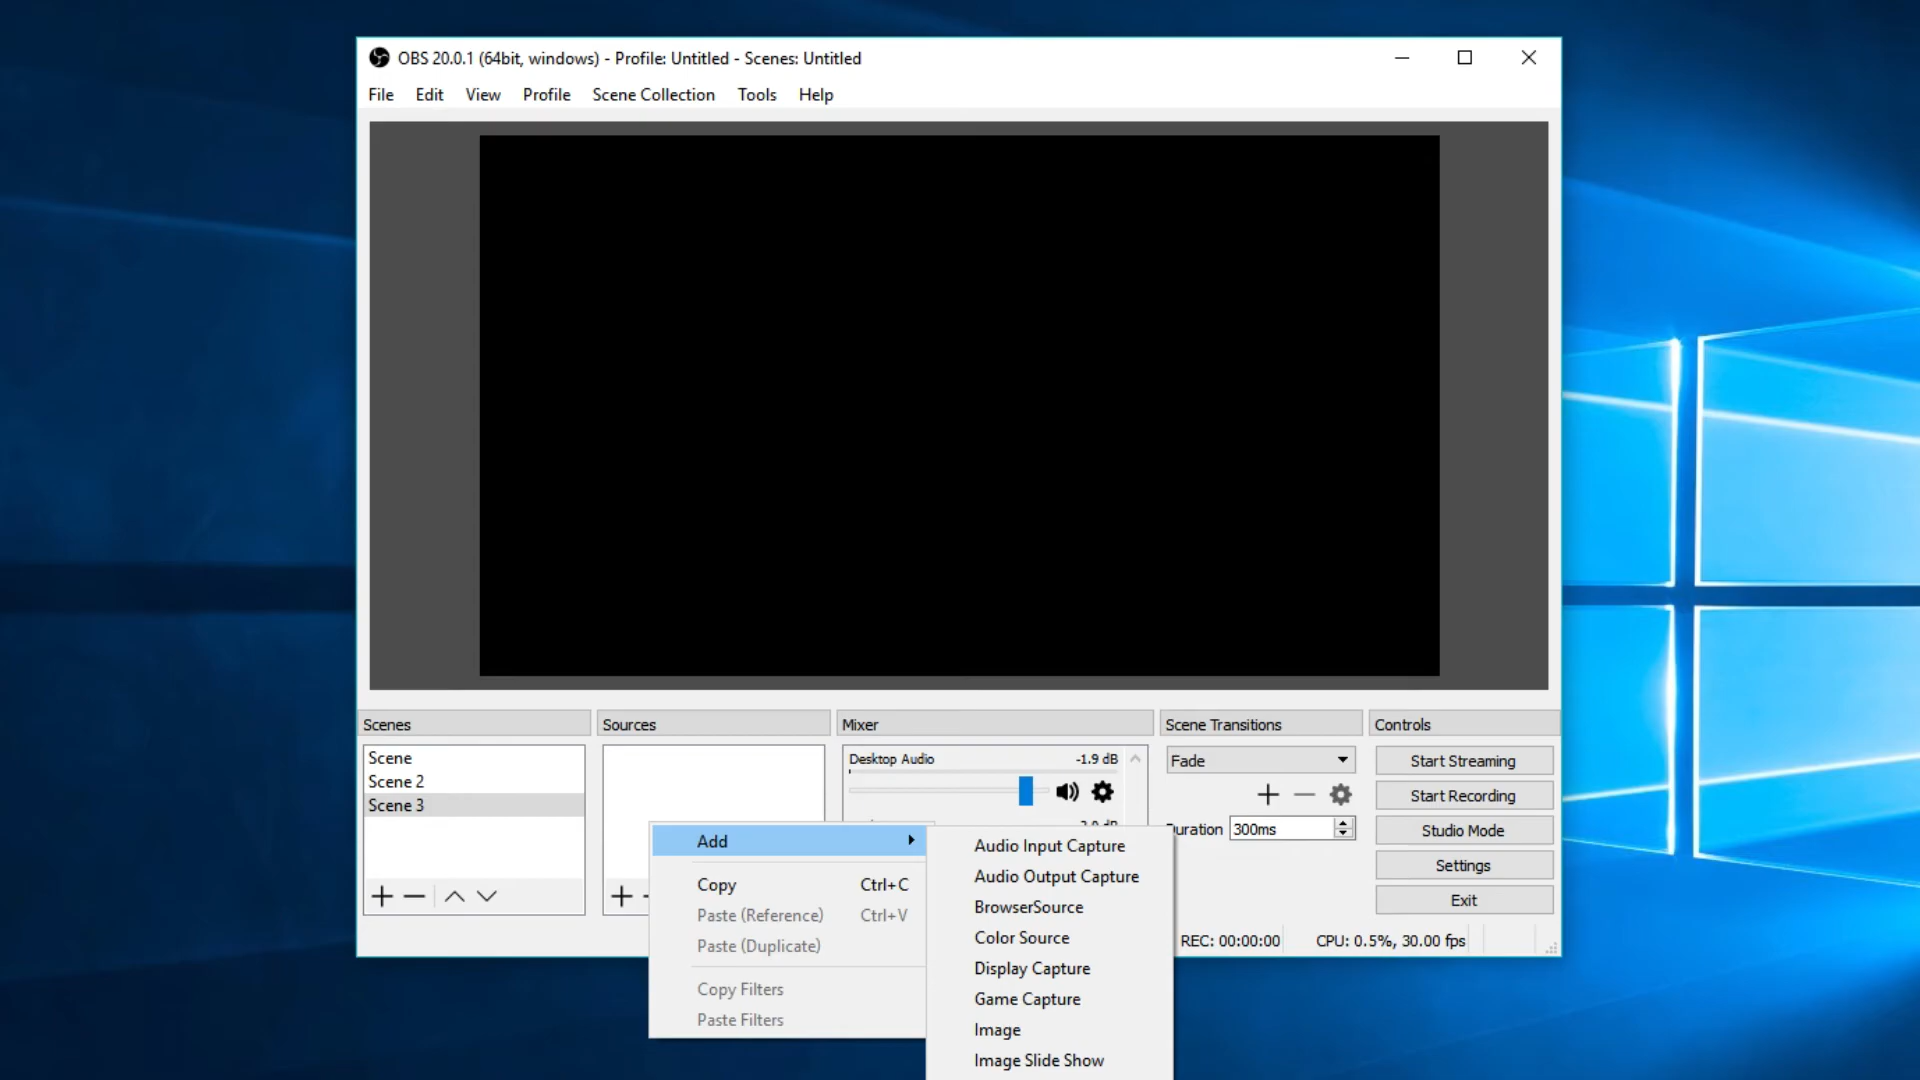 OBS 20.0.1 (64bit, windows) - Profile: Untitled - Scenes: Untitled
File Edit View Profile Scene Collection Tools Help
Scenes
Scene
Scene 2
Scene 3
Sources
Mixer
Desktop Audio -1.9 dB
Scene Transitions
Fade
Duration 300ms
Controls
Start Streaming
Start Recording
Studio Mode
Settings
Exit
Add
Copy Ctrl+C
Paste (Reference) Ctrl+V
Paste (Duplicate)
Copy Filters
Paste Filters
Audio Input Capture
Audio Output Capture
BrowserSource
Color Source
Display Capture
Game Capture
Image
Image Slide Show
REC: 00:00:00 CPU: 0.5%, 30.00 fps